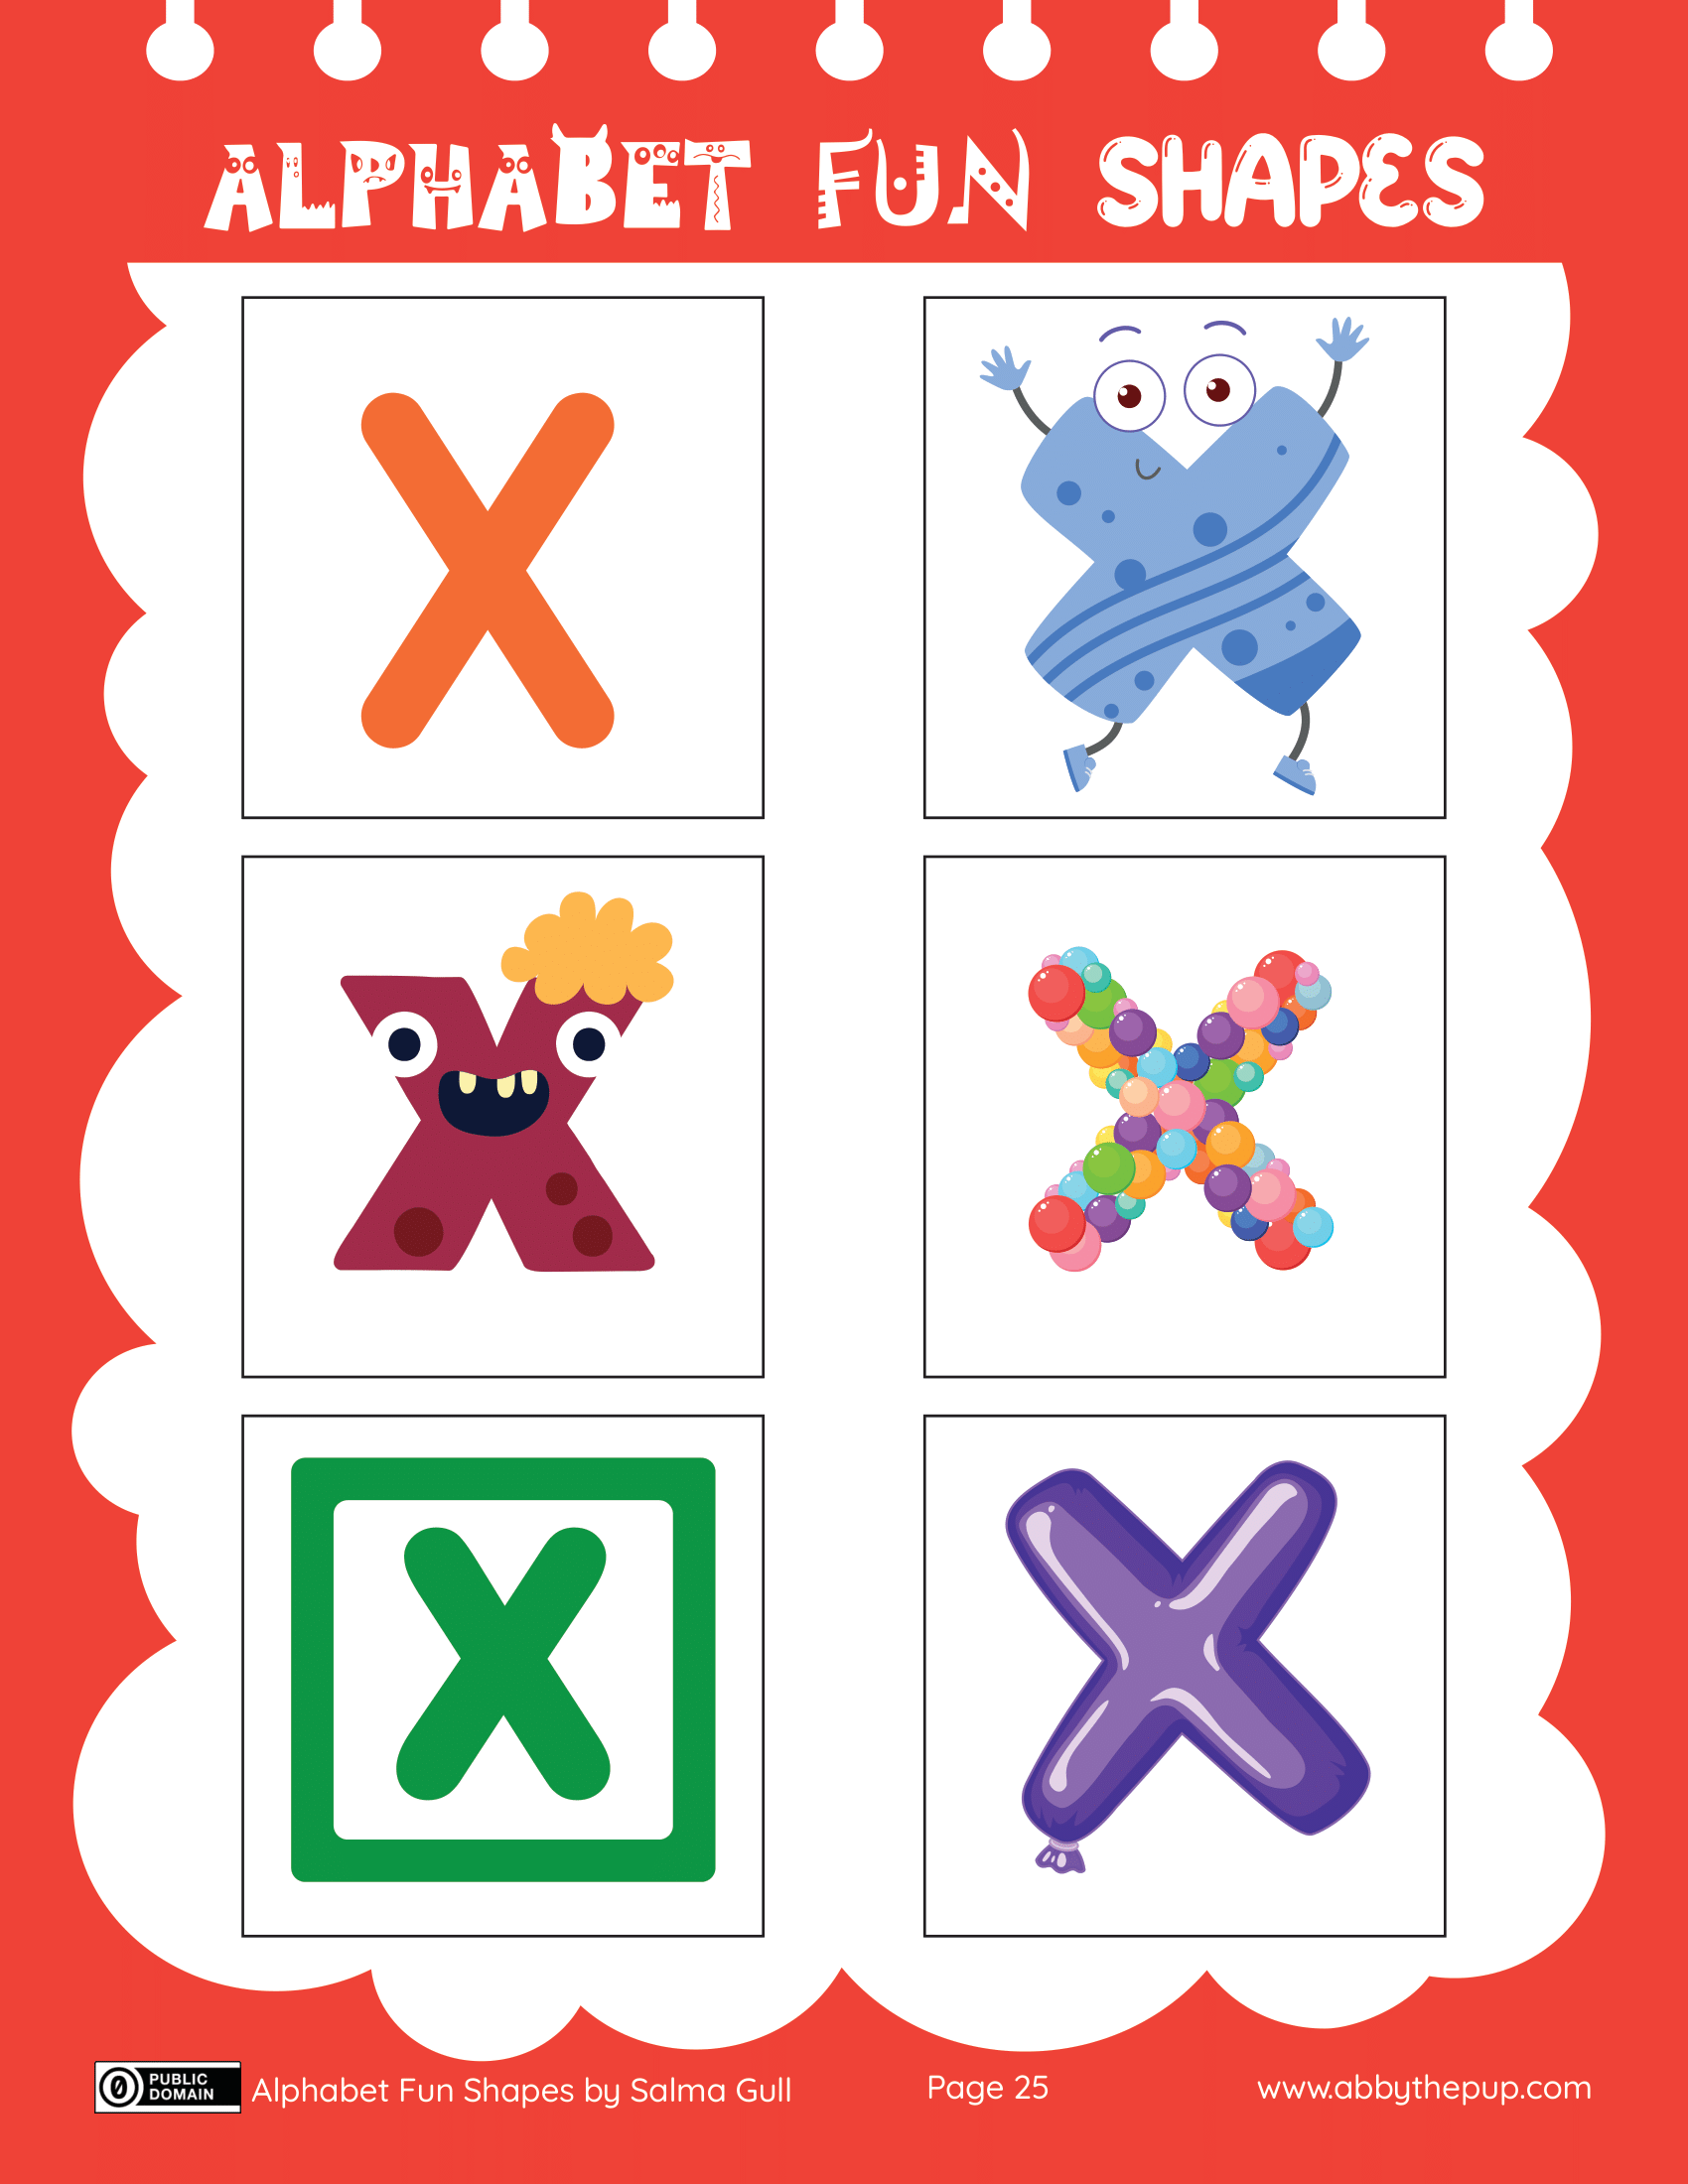 ALPHABET FUN SHAPES
X X
X X
X X
0 PUBLIC DOMAIN Alphabet Fun Shapes by Salma Gull Page 25 www.abbythepup.com